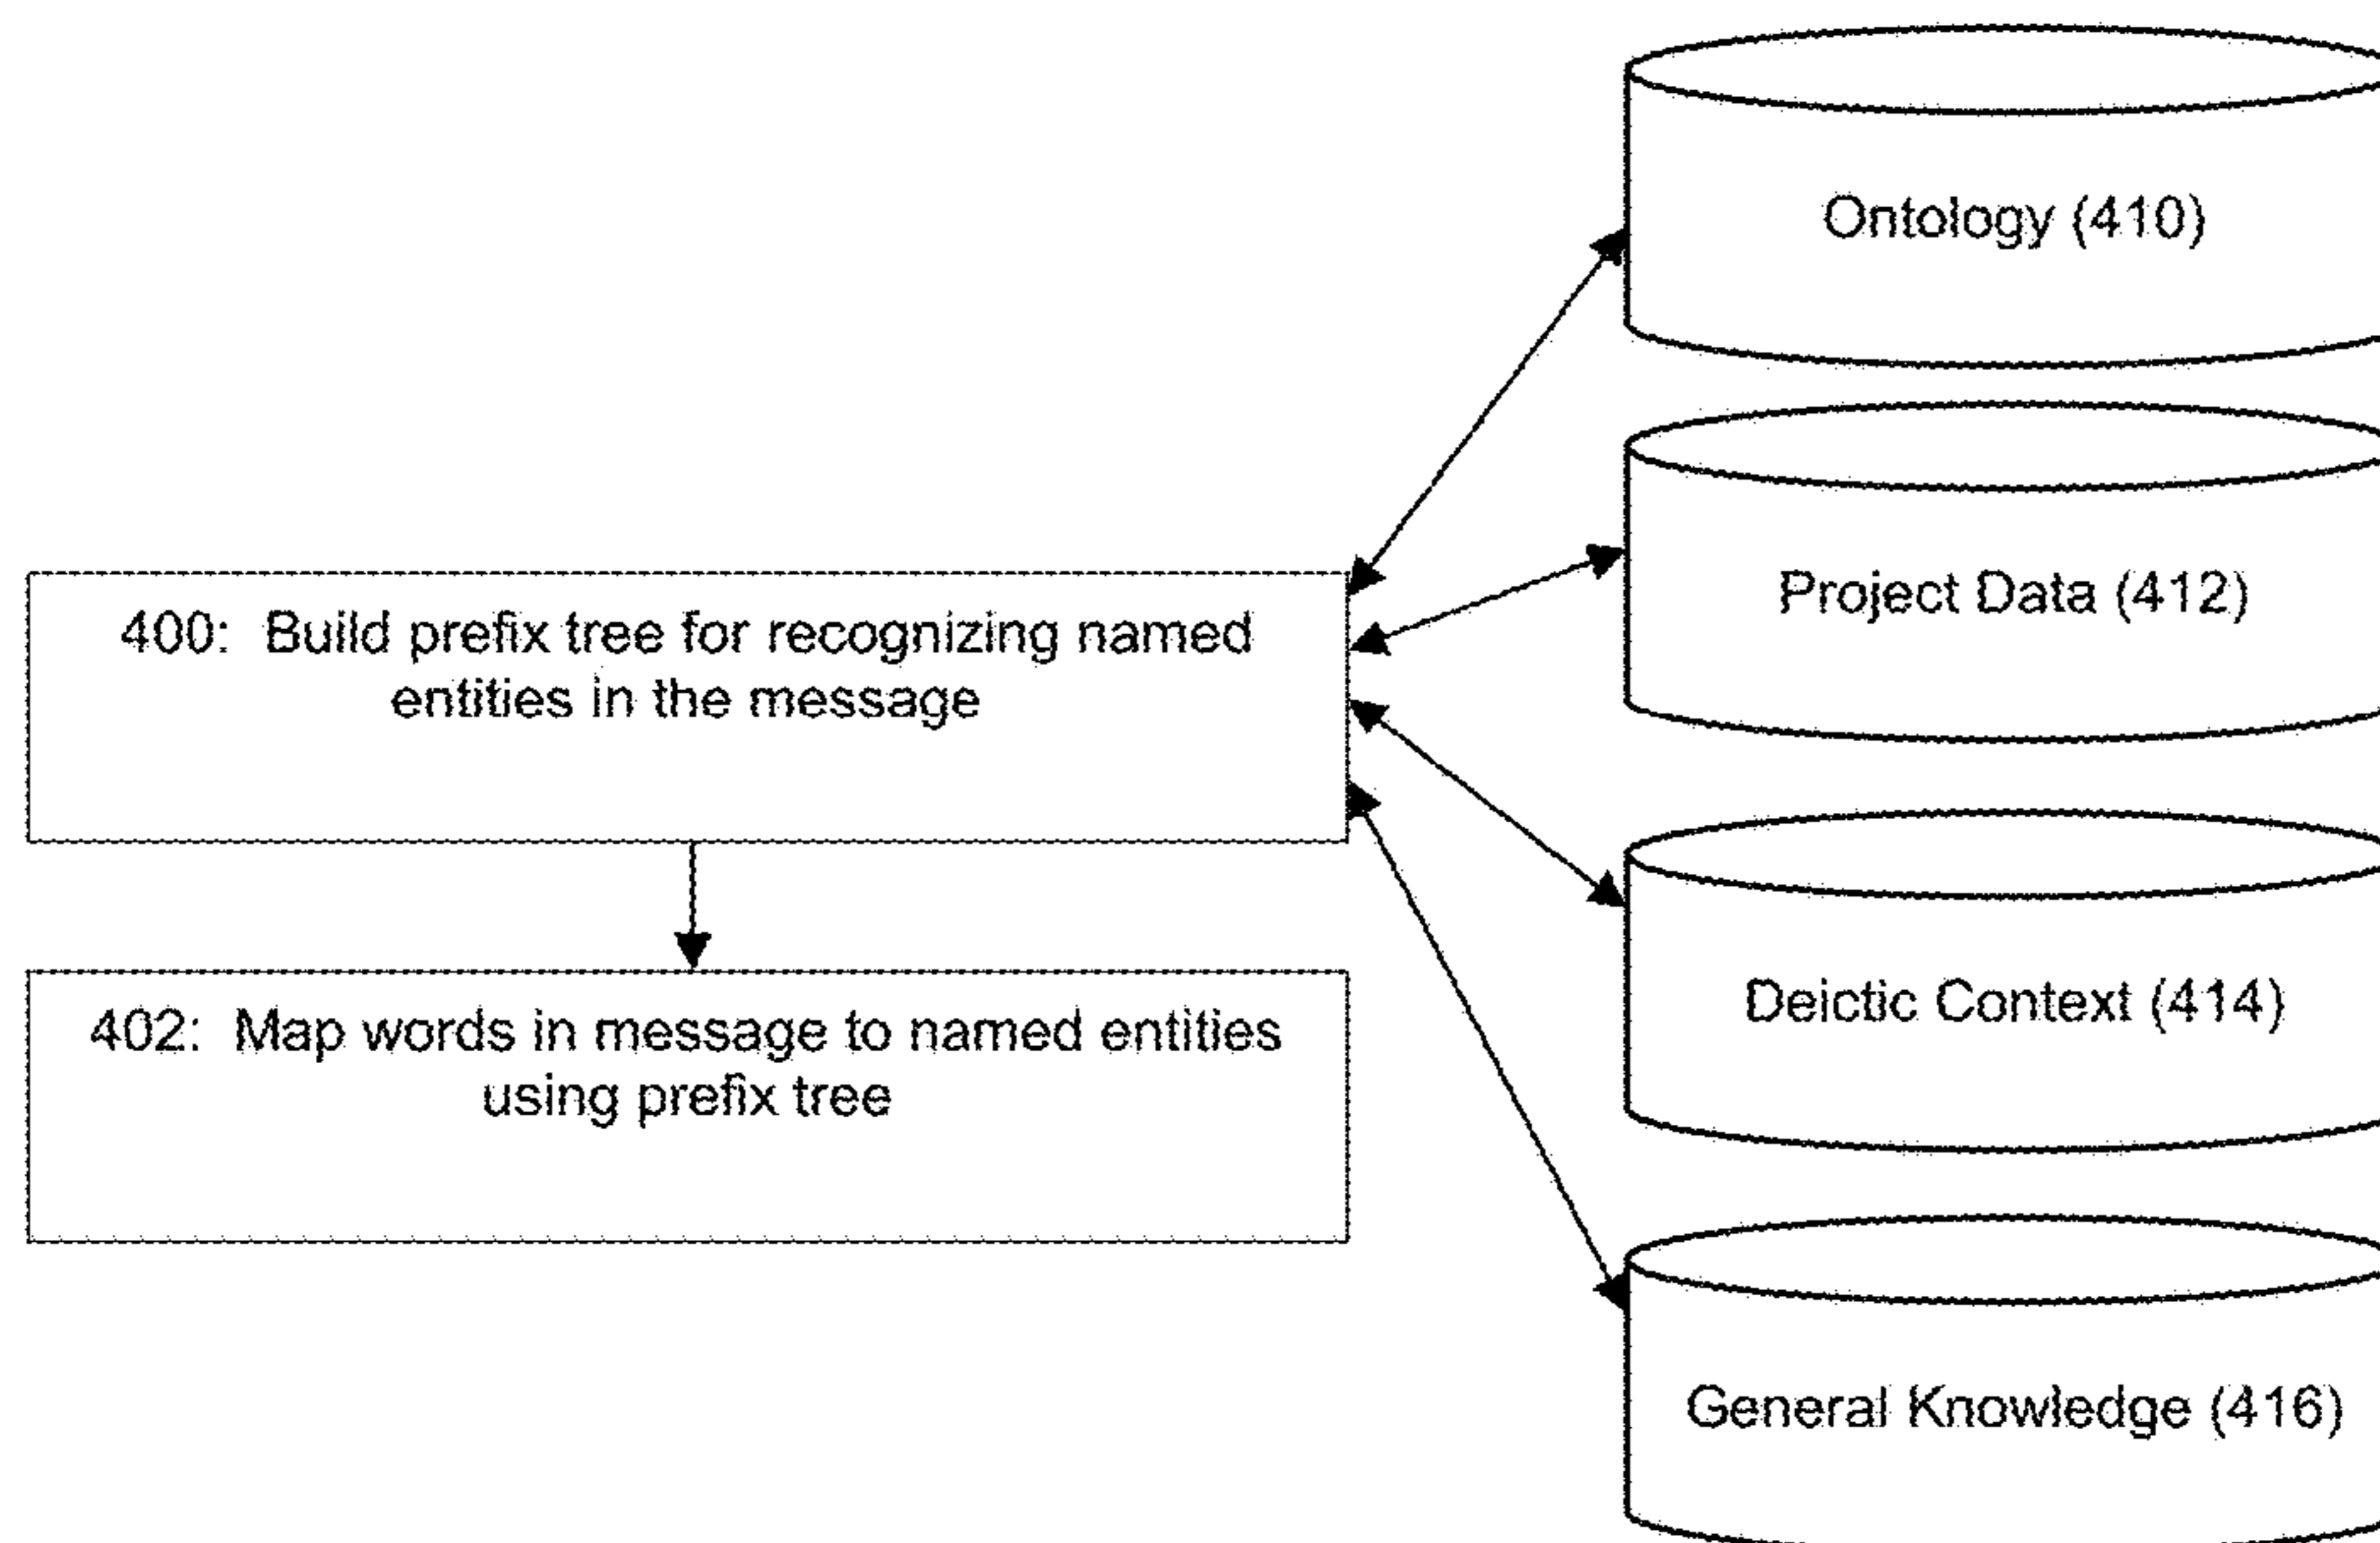 Ontology (410)
Project Data (412)
400: Build prefix tree for recognizing named
entities in the message
Deictic Context (414)
402: Map words in message to named entities
using prefix tree
General Knowledge (416)